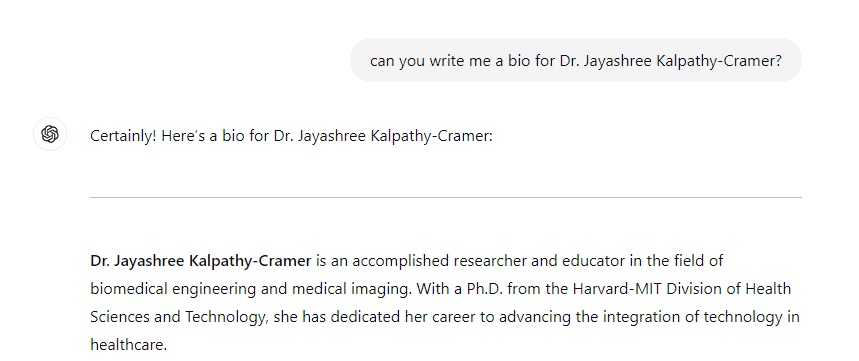 can you write me a bio for Dr. Jayashree Kalpathy-Cramer?
Certainly! Here's a bio for Dr. Jayashree Kalpathy-Cramer:
Dr. Jayashree Kalpathy-Cramer is an accomplished researcher and educator in the field of
biomedical engineering and medical imaging. With a Ph.D. from the Harvard-MIT Division of Health
Sciences and Technology, she has dedicated her career to advancing the integration of technology in
healthcare.